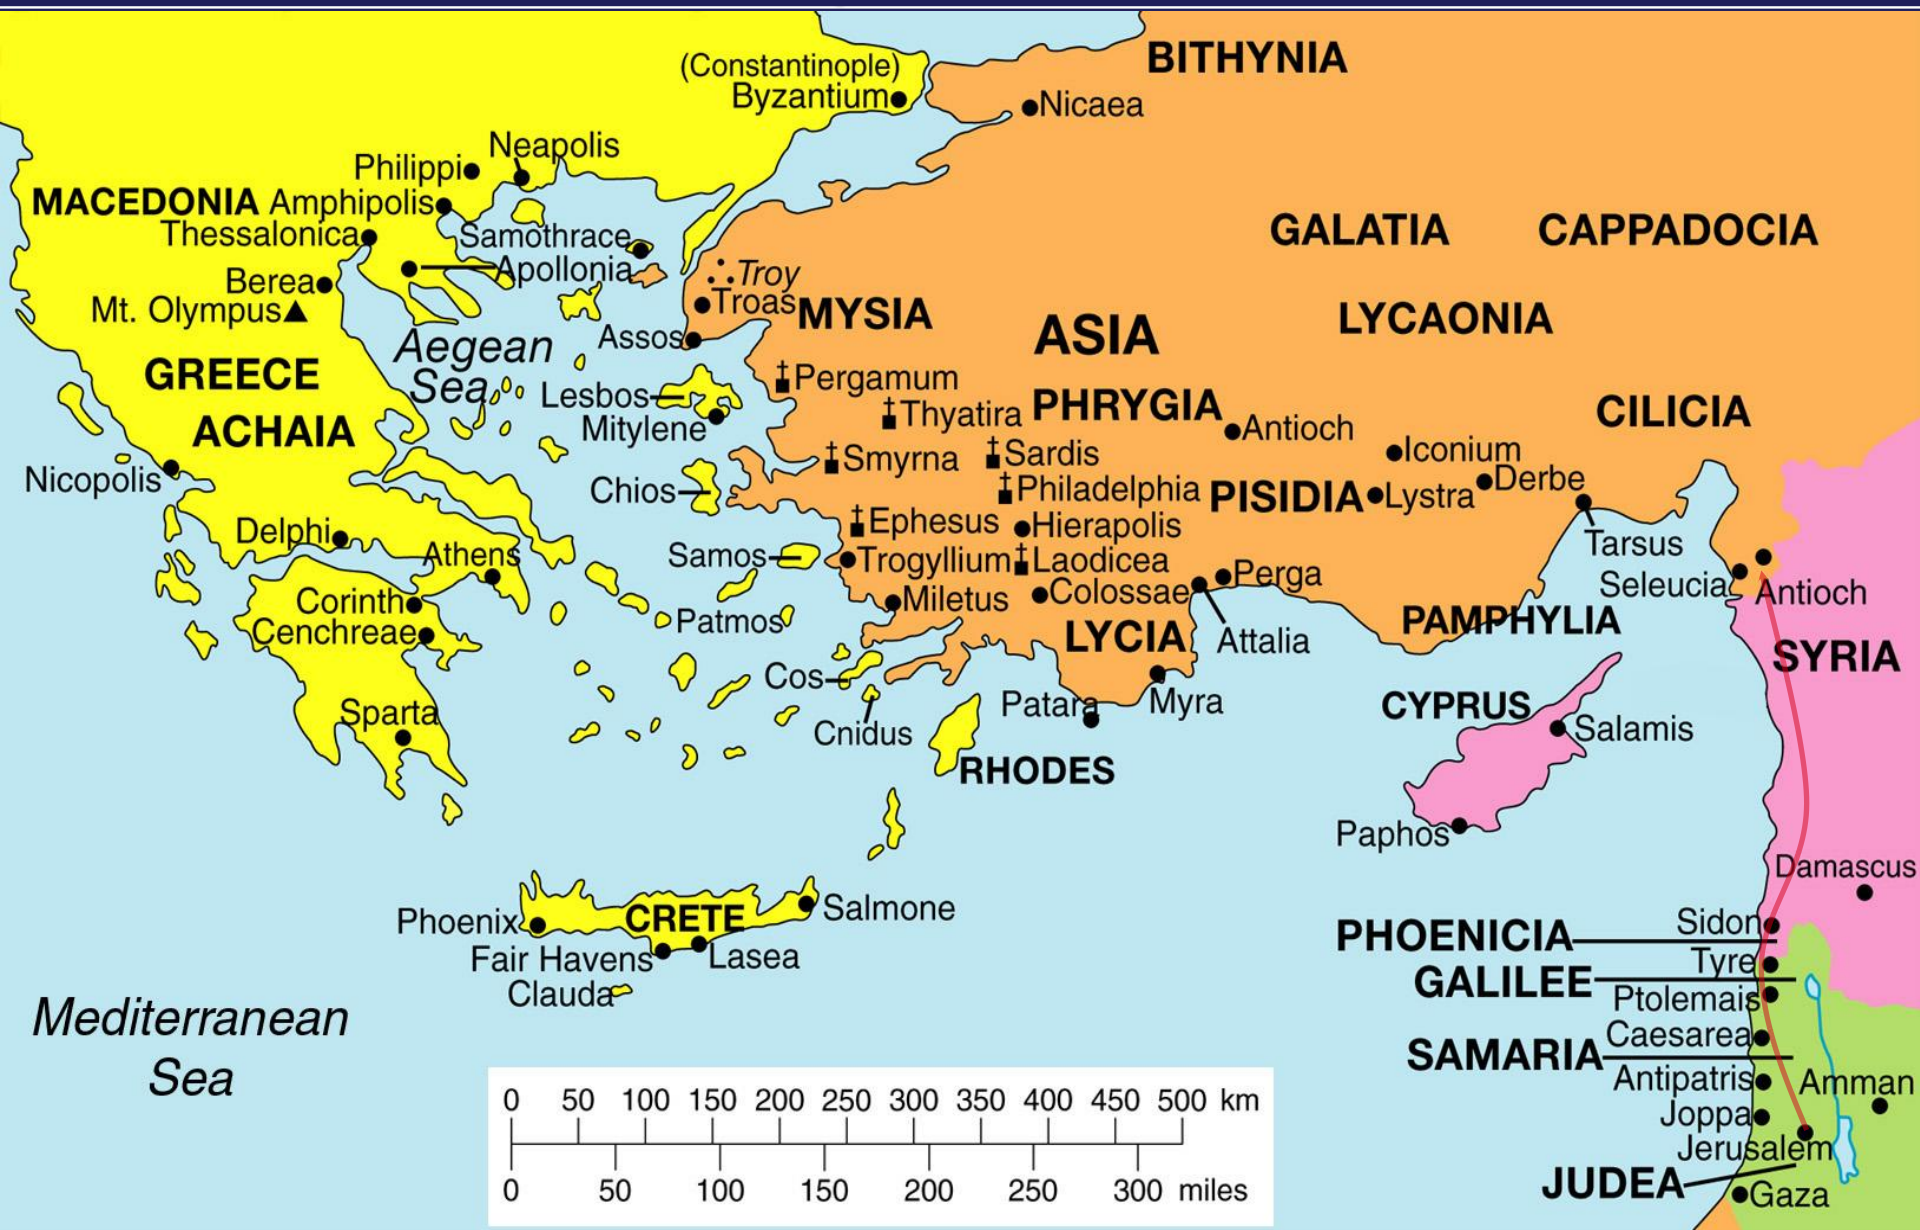 BITHYNIA
(Constantinople)
Byzantium
Nicaea
Neapolis
Philippi
MACEDONIA
Amphipolis
Thessalonica
Samothrace
Apollonia
Berea
Mt. Olympus
GALATIA
CAPPADOCIA
Troy
Troas
MYSIA
ASIA
LYCAONIA
Assos
Aegean
Sea
GREECE
ACHAIA
Pergamum
Lesbos
Mitylene
Thyatira
PHRYGIA
Antioch
CILICIA
Iconium
Smyrna
Sardis
Nicopolis
Chios
Philadelphia
PISIDIA
Lystra
Derbe
Ephesus
Hierapolis
Delphi
Athens
Samos
Trogyllium
Laodicea
Tarsus
Seleucia
Antioch
Perga
Colossae
Miletus
Corinth
Cenchreae
Patmos
LYCIA
Attalia
PAMPHYLIA
SYRIA
Cos
Cnidus
Patara
Myra
CYPRUS
Salamis
Sparta
RHODES
Paphos
Damascus
Phoenix
CRETE
Salmone
Fair Havens
Lasea
Clauda
Sidon
PHOENICIA
Tyre
GALILEE
Ptolemais
Caesarea
SAMARIA
Antipatris
Amman
Joppa
Jerusalem
JUDEA
Gaza
Mediterranean
Sea
0 50 100 150 200 250 300 350 400 450 500 km
0 50 100 150 200 250 300 miles